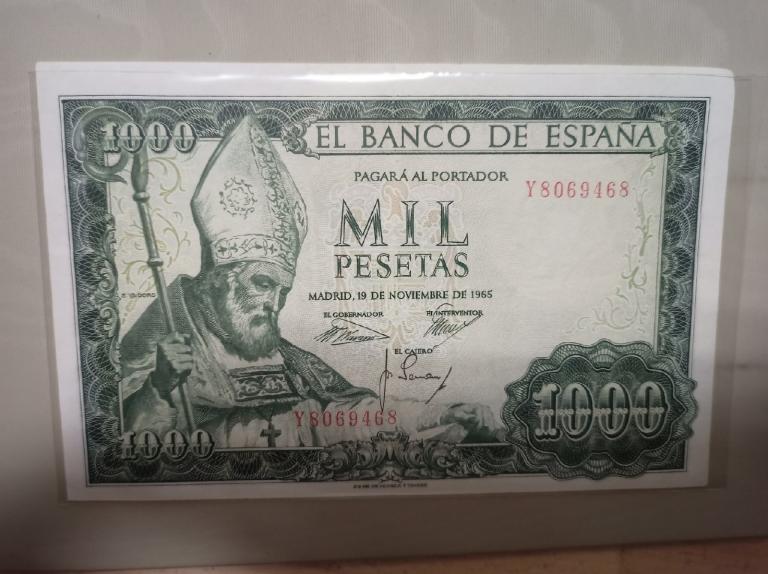 1000
EL BANCO DE ESPAÑA
PAGARÁ AL PORTADOR
Y8069468
MIL
PESETAS
MADRID, 19 DE NOVIEMBRE DE 1965
EL GOBERNADOR
EL INTERVENTOR
EL CAJERO
S. ISIDORO
Y8069468
1000
1000